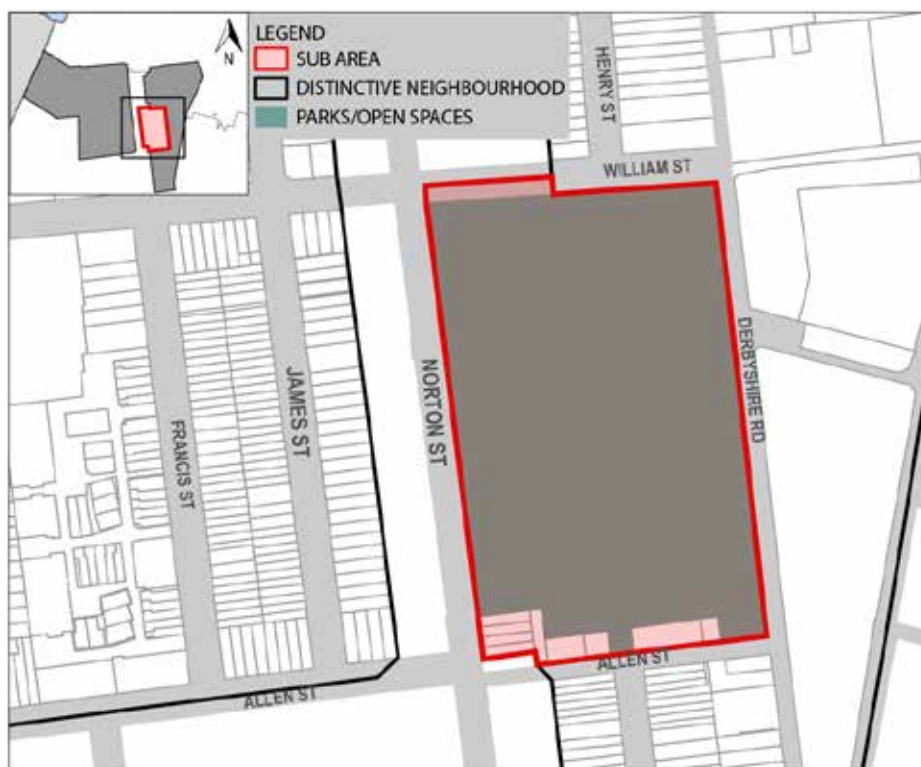 LEGEND
SUB AREA
DISTINCTIVE NEIGHBOURHOOD
PARKS/OPEN SPACES
N
HENRY ST
WILLIAM ST
NORTON ST
DERBYSHIRE RD
JAMES ST
FRANCIS ST
ALLEN ST
ALLEN ST